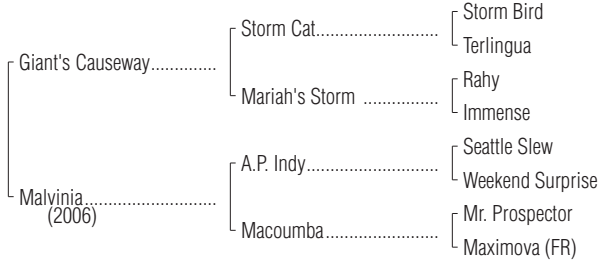 Storm Bird
Storm Cat..........................
Terlingua
Giant's Causeway..............
Rahy
Mariah's Storm ................
Immense
Seattle Slew
A.P. Indy............................
Weekend Surprise
Malvinia............................
(2006)
Mr. Prospector
Macoumba........................
Maximova (FR)